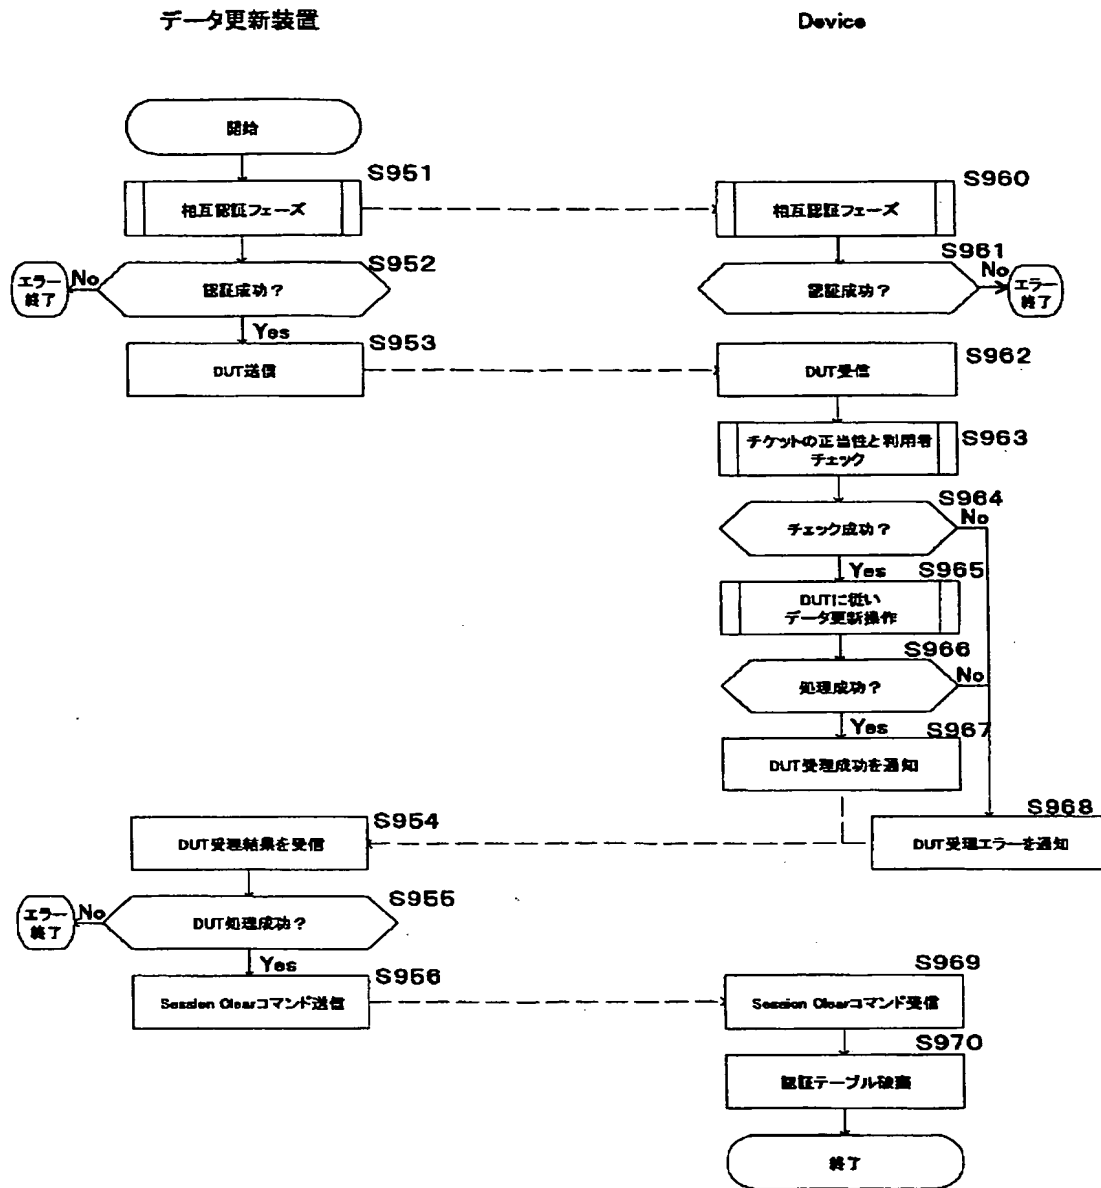 データ更新装置
Device
開始
S951
相互認証フェーズ
S960
相互認証フェーズ
S952
認証成功?
No
エラー
終了
S961
認証成功?
No
エラー
終了
Yes
S953
DUT送信
S962
DUT受信
チケットの正当性と利用者
チェック
S963
S964
チェック成功?
No
Yes
S965
DUTに従い
データ更新操作
S966
処理成功?
No
Yes
S967
DUT受理成功を通知
S968
DUT受理エラーを通知
S954
DUT受理結果を受信
S955
DUT処理成功?
No
エラー
終了
Yes
S956
Session Clearコマンド送信
S969
Session Clearコマンド受信
S970
認証テーブル破棄
終了